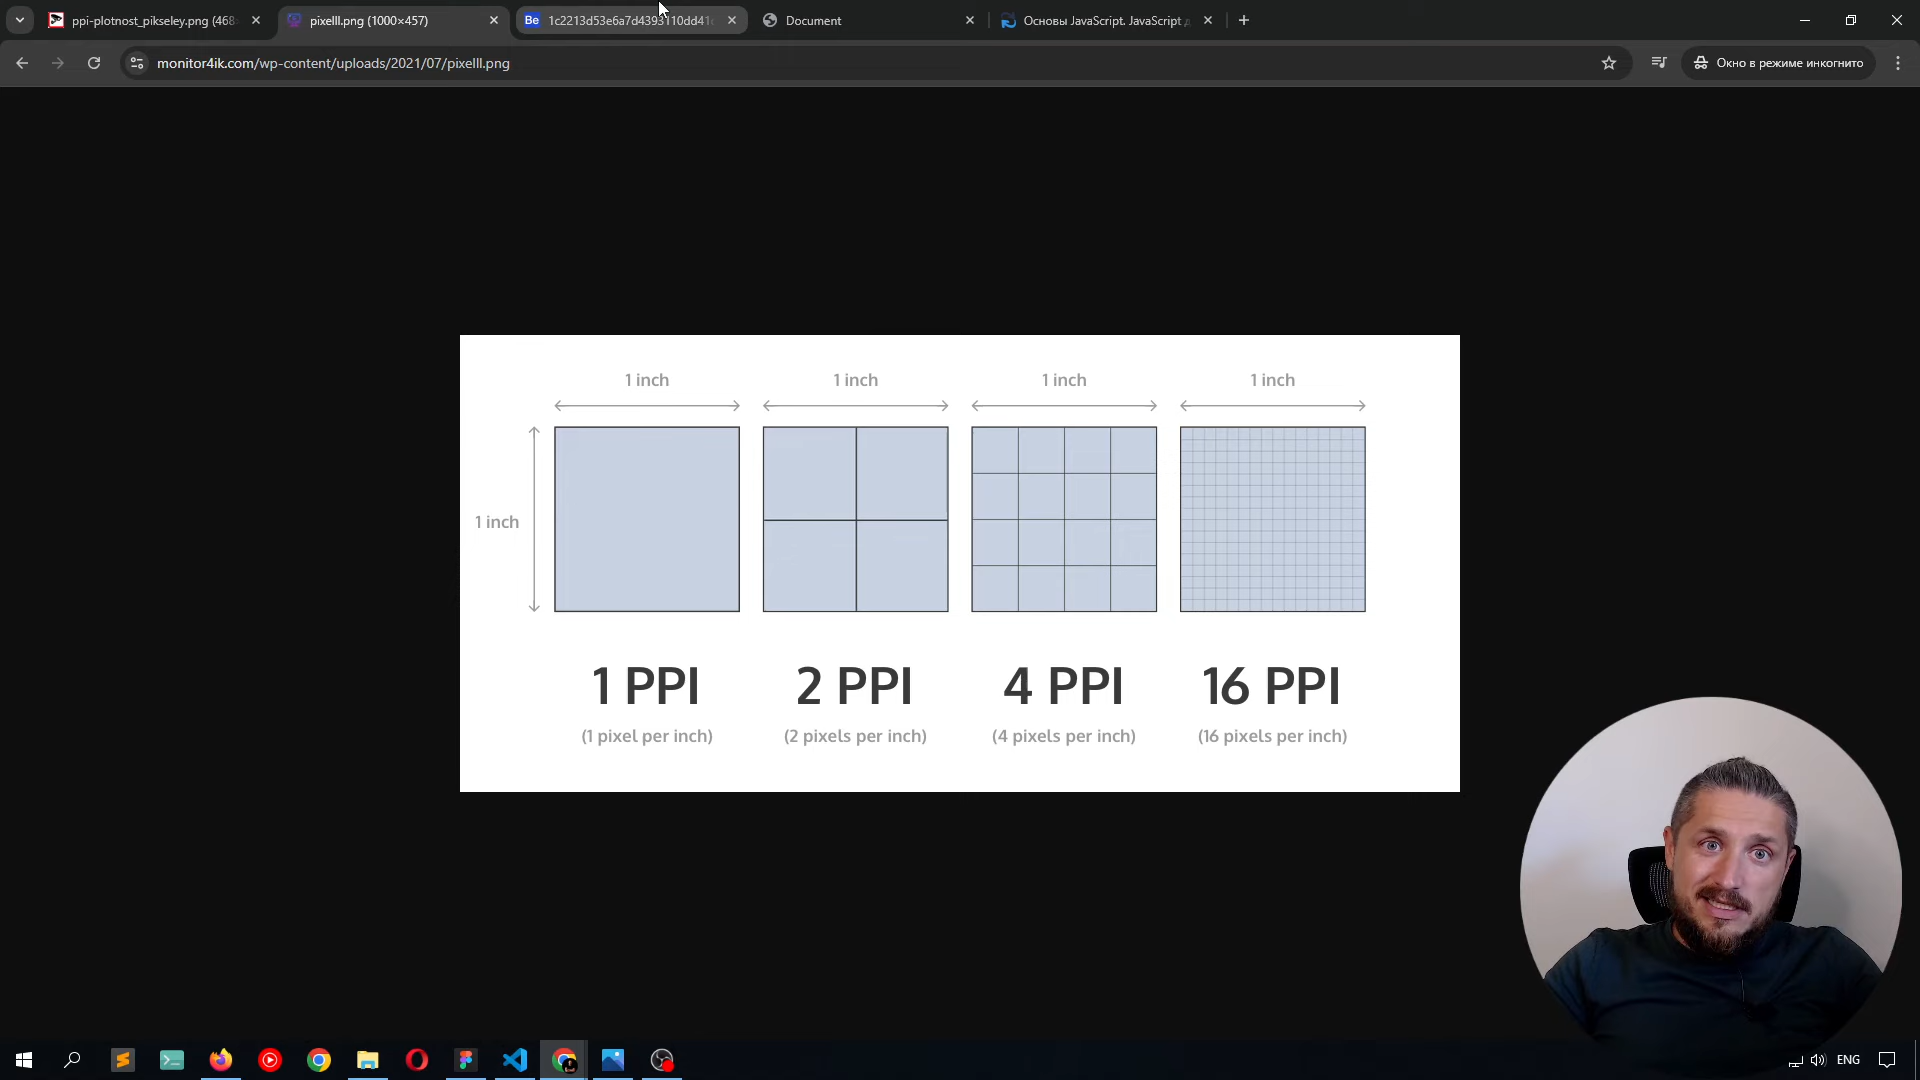 ppi-plotnost_pikseley.png (468
pixelll.png (1000×457)
Be 1c2213d53e6a7d4393110dd41
Document
Основы JavaScript. JavaScript
monitor4ik.com/wp-content/uploads/2021/07/pixelll.png
Окно в режиме инкогнито
1 inch
1 inch
1 inch
1 inch
1 inch
1 PPI
2 PPI
4 PPI
16 PPI
(1 pixel per inch)
(2 pixels per inch)
(4 pixels per inch)
(16 pixels per inch)
ENG